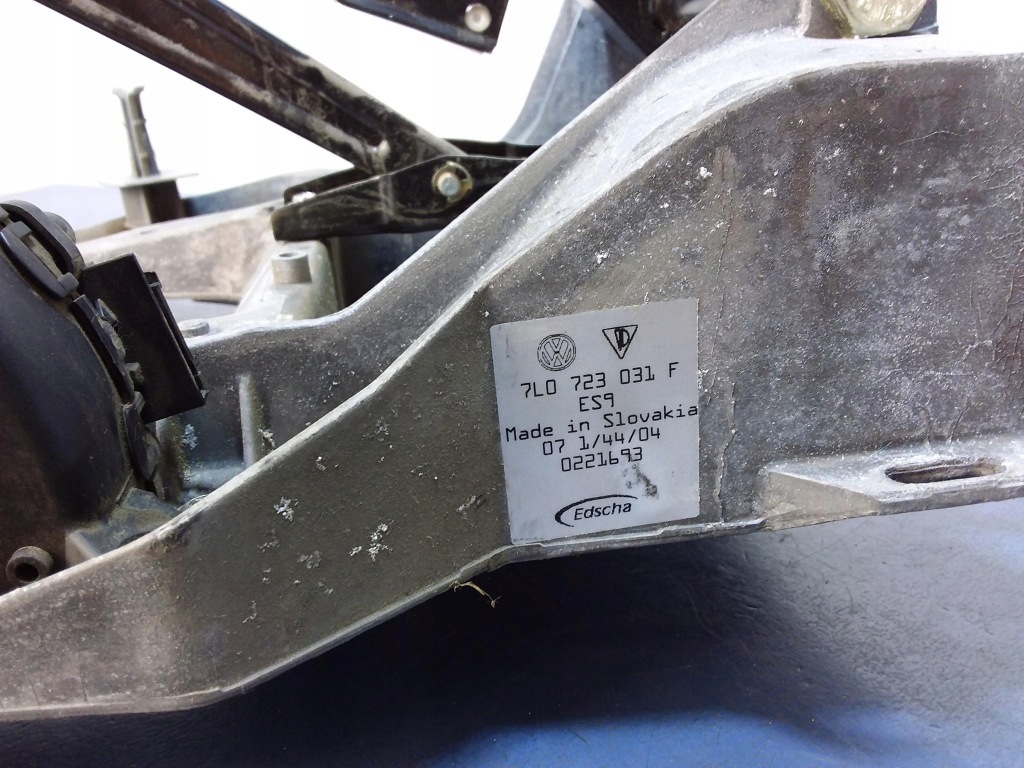 7L0 723 031 F
ES9
Made in Slovakia
07 1/44/04
0221693
Edscha